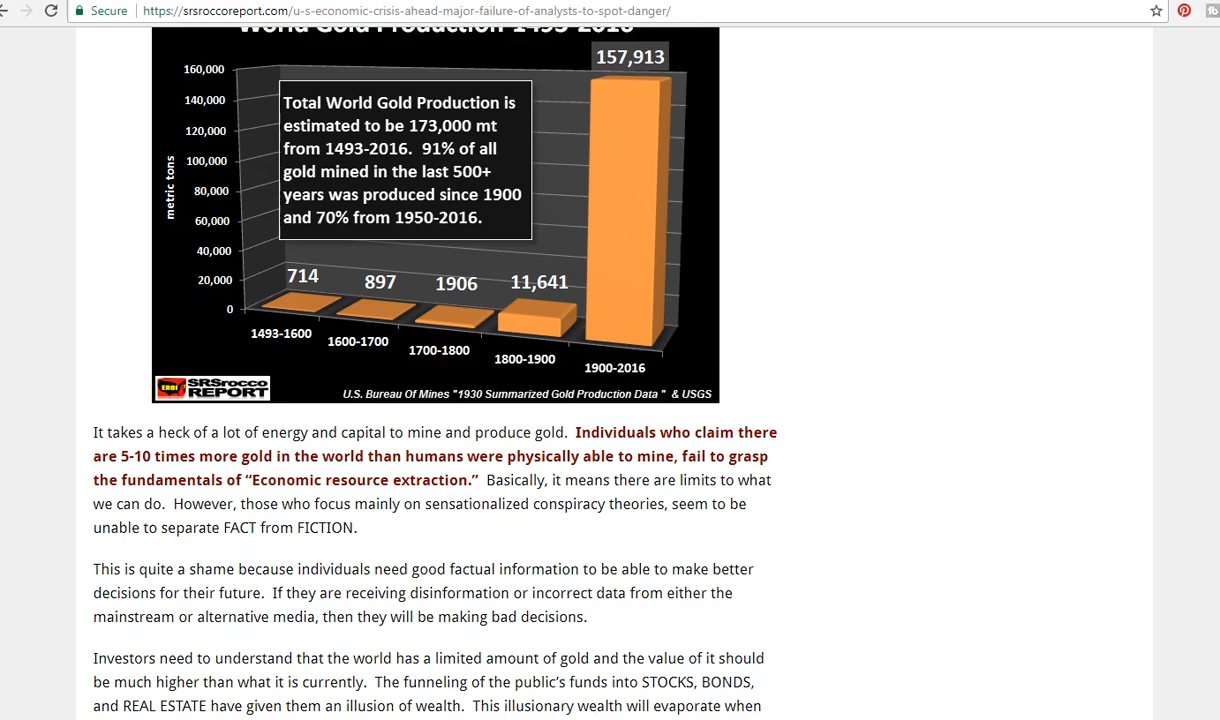 Secure https://srsroccoreport.com/u-s-economic-crisis-ahead-major-failure-of-analysts-to-spot-danger/
World Gold Production 1493-2016
157,913
160,000
140,000
120,000
100,000
80,000
60,000
40,000
20,000
0
metric tons
Total World Gold Production is
estimated to be 173,000 mt
from 1493-2016. 91% of all
gold mined in the last 500+
years was produced since 1900
and 70% from 1950-2016.
714
897
1906
11,641
1493-1600
1600-1700
1700-1800
1800-1900
1900-2016
EROI
SRSrocco
REPORT
U.S. Bureau Of Mines "1930 Summarized Gold Production Data " & USGS
It takes a heck of a lot of energy and capital to mine and produce gold. Individuals who claim there
are 5-10 times more gold in the world than humans were physically able to mine, fail to grasp
the fundamentals of “Economic resource extraction.” Basically, it means there are limits to what
we can do. However, those who focus mainly on sensationalized conspiracy theories, seem to be
unable to separate FACT from FICTION.
This is quite a shame because individuals need good factual information to be able to make better
decisions for their future. If they are receiving disinformation or incorrect data from either the
mainstream or alternative media, then they will be making bad decisions.
Investors need to understand that the world has a limited amount of gold and the value of it should
be much higher than what it is currently. The funneling of the public’s funds into STOCKS, BONDS,
and REAL ESTATE have given them an illusion of wealth. This illusionary wealth will evaporate when